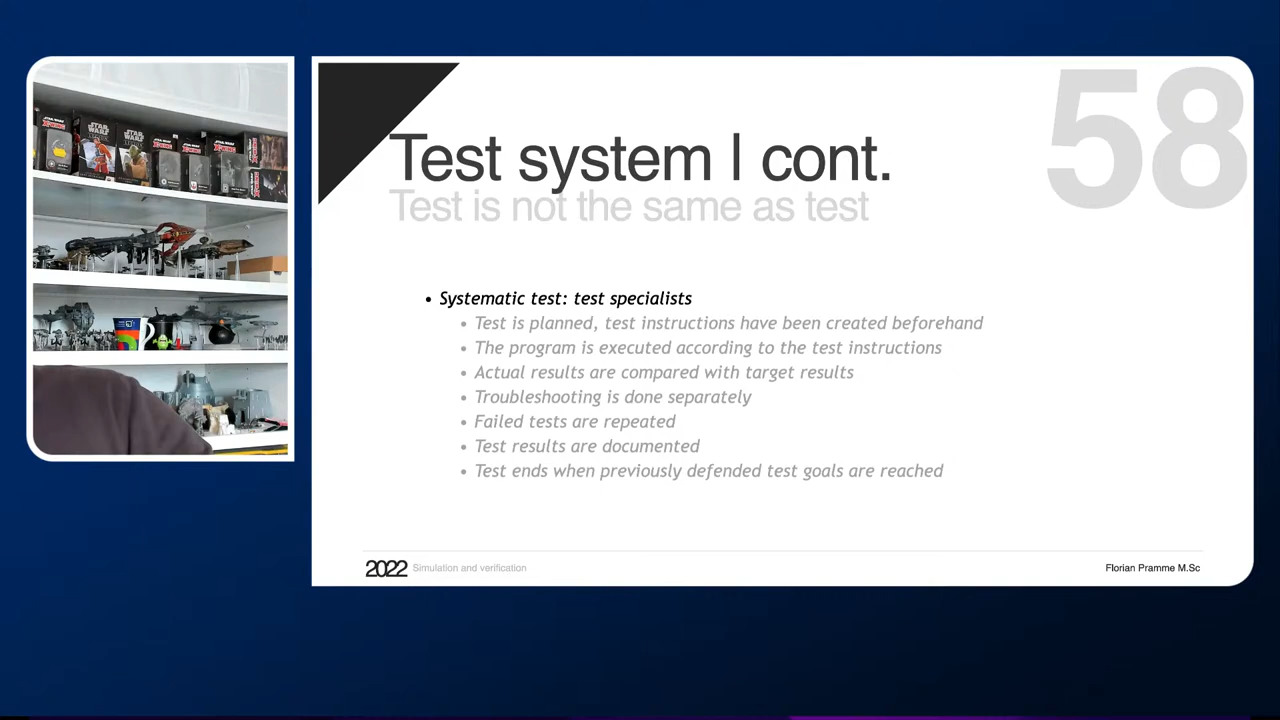 58
Test system I cont.
Test is not the same as test
• Systematic test: test specialists
• Test is planned, test instructions have been created beforehand
• The program is executed according to the test instructions
• Actual results are compared with target results
• Troubleshooting is done separately
• Failed tests are repeated
• Test results are documented
• Test ends when previously defended test goals are reached
2022 Simulation and verification
Florian Pramme M.Sc